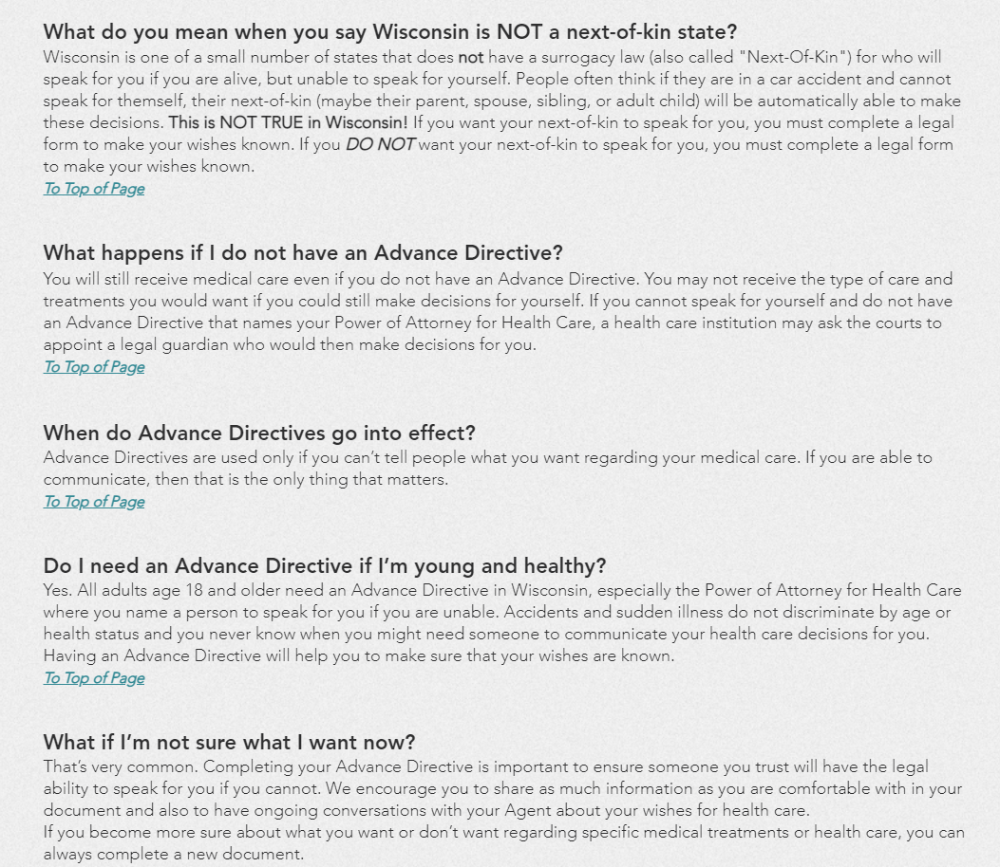 What do you mean when you say Wisconsin is NOT a next-of-kin state?
Wisconsin is one of a small number of states that does not have a surrogacy law (also called "Next-Of-Kin") for who will
speak for you if you are alive, but unable to speak for yourself. People often think if they are in a car accident and cannot
speak for themself, their next-of-kin (maybe their parent, spouse, sibling, or adult child) will be automatically able to make
these decisions. This is NOT TRUE in Wisconsin! If you want your next-of-kin to speak for you, you must complete a legal
form to make your wishes known. If you DO NOT want your next-of-kin to speak for you, you must complete a legal form
to make your wishes known.
To Top of Page
What happens if I do not have an Advance Directive?
You will still receive medical care even if you do not have an Advance Directive. You may not receive the type of care and
treatments you would want if you could still make decisions for yourself. If you cannot speak for yourself and do not have
an Advance Directive that names your Power of Attorney for Health Care, a health care institution may ask the courts to
appoint a legal guardian who would then make decisions for you.
To Top of Page
When do Advance Directives go into effect?
Advance Directives are used only if you can’t tell people what you want regarding your medical care. If you are able to
communicate, then that is the only thing that matters.
To Top of Page
Do I need an Advance Directive if I’m young and healthy?
Yes. All adults age 18 and older need an Advance Directive in Wisconsin, especially the Power of Attorney for Health Care
where you name a person to speak for you if you are unable. Accidents and sudden illness do not discriminate by age or
health status and you never know when you might need someone to communicate your health care decisions for you.
Having an Advance Directive will help you to make sure that your wishes are known.
To Top of Page
What if I’m not sure what I want now?
That’s very common. Completing your Advance Directive is important to ensure someone you trust will have the legal
ability to speak for you if you cannot. We encourage you to share as much information as you are comfortable with in your
document and also to have ongoing conversations with your Agent about your wishes for health care.
If you become more sure about what you want or don’t want regarding specific medical treatments or health care, you can
always complete a new document.